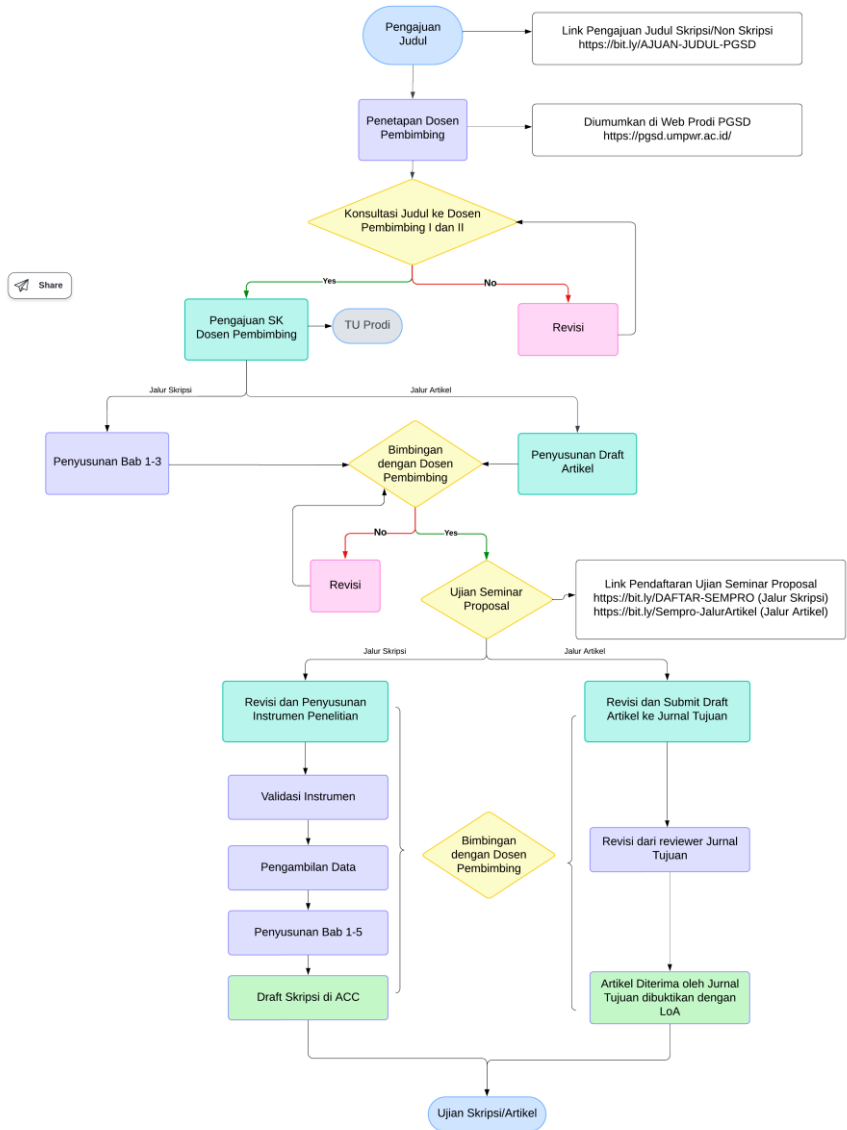 Pengajuan
Judul
Link Pengajuan Judul Skripsi/Non Skripsi
https://bit.ly/AJUAN-JUDUL-PGSD
Penetapan Dosen
Pembimbing
Diumumkan di Web Prodi PGSD
https://pgsd.umpwr.ac.id/
Konsultasi Judul ke Dosen
Pembimbing I dan II
Share
Yes
No
Pengajuan SK
Dosen Pembimbing
TU Prodi
Revisi
Jalur Skripsi
Jalur Artikel
Penyusunan Bab 1-3
Bimbingan
dengan Dosen
Pembimbing
Penyusunan Draft
Artikel
No
Yes
Revisi
Ujian Seminar
Proposal
Link Pendaftaran Ujian Seminar Proposal
https://bit.ly/DAFTAR-SEMPRO (Jalur Skripsi)
https://bit.ly/Sempro-JalurArtikel (Jalur Artikel)
Jalur Skripsi
Jalur Artikel
Revisi dan Penyusunan
Instrumen Penelitian
Revisi dan Submit Draft
Artikel ke Jurnal Tujuan
Validasi Instrumen
Bimbingan
dengan Dosen
Pembimbing
Revisi dari reviewer Jurnal
Tujuan
Pengambilan Data
Penyusunan Bab 1-5
Draft Skripsi di ACC
Artikel Diterima oleh Jurnal
Tujuan dibuktikan dengan
LoA
Ujian Skripsi/Artikel